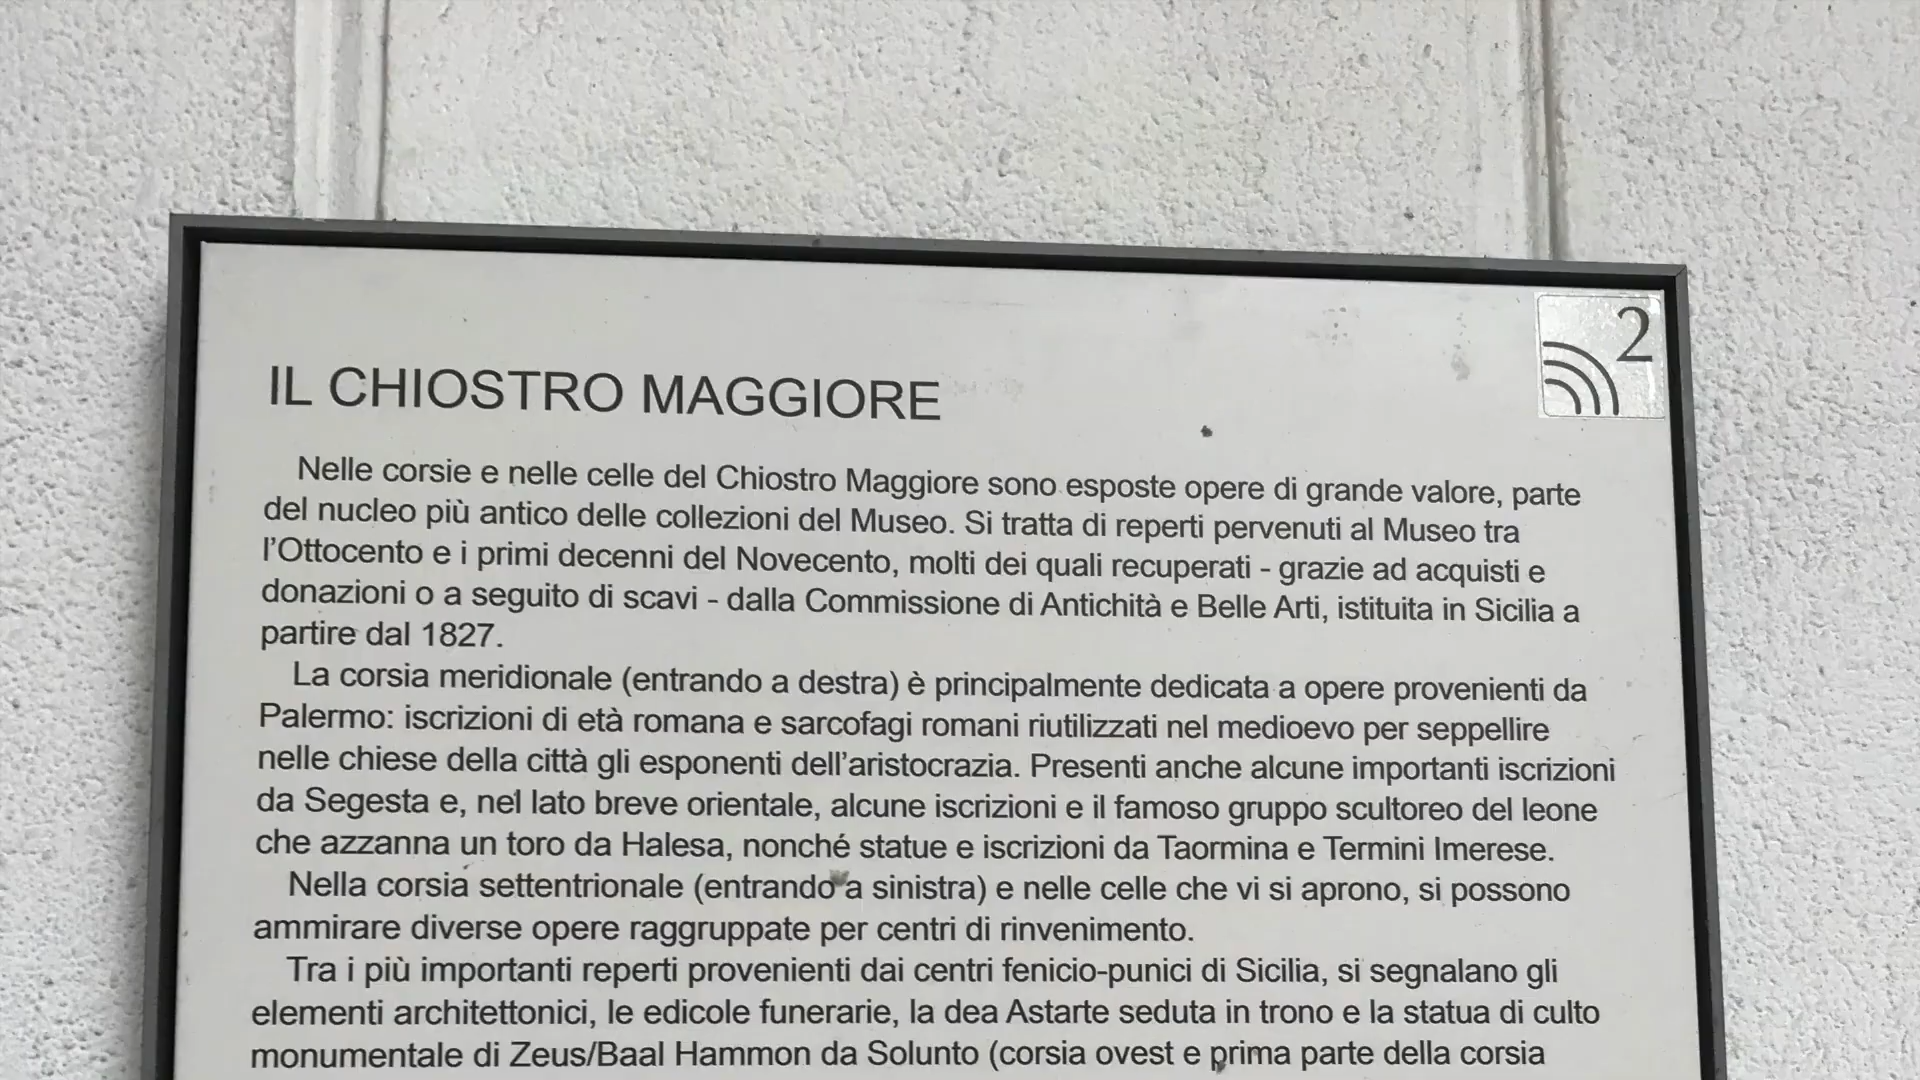 2
IL CHIOSTRO MAGGIORE
Nelle corsie e nelle celle del Chiostro Maggiore sono esposte opere di grande valore, parte
del nucleo più antico delle collezioni del Museo. Si tratta di reperti pervenuti al Museo tra
l'Ottocento e i primi decenni del Novecento, molti dei quali recuperati - grazie ad acquisti e
donazioni o a seguito di scavi - dalla Commissione di Antichità e Belle Arti, istituita in Sicilia a
partire dal 1827.
La corsia meridionale (entrando a destra) è principalmente dedicata a opere provenienti da
Palermo: iscrizioni di età romana e sarcofagi romani riutilizzati nel medioevo per seppellire
nelle chiese della città gli esponenti dell'aristocrazia. Presenti anche alcune importanti iscrizioni
da Segesta e, nel lato breve orientale, alcune iscrizioni e il famoso gruppo scultoreo del leone
che azzanna un toro da Halesa, nonché statue e iscrizioni da Taormina e Termini Imerese.
Nella corsia settentrionale (entrando a sinistra) e nelle celle che vi si aprono, si possono
ammirare diverse opere raggruppate per centri di rinvenimento.
Tra i più importanti reperti provenienti dai centri fenicio-punici di Sicilia, si segnalano gli
elementi architettonici, le edicole funerarie, la dea Astarte seduta in trono e la statua di culto
monumentale di Zeus/Baal Hammon da Solunto (corsia ovest e prima parte della corsia